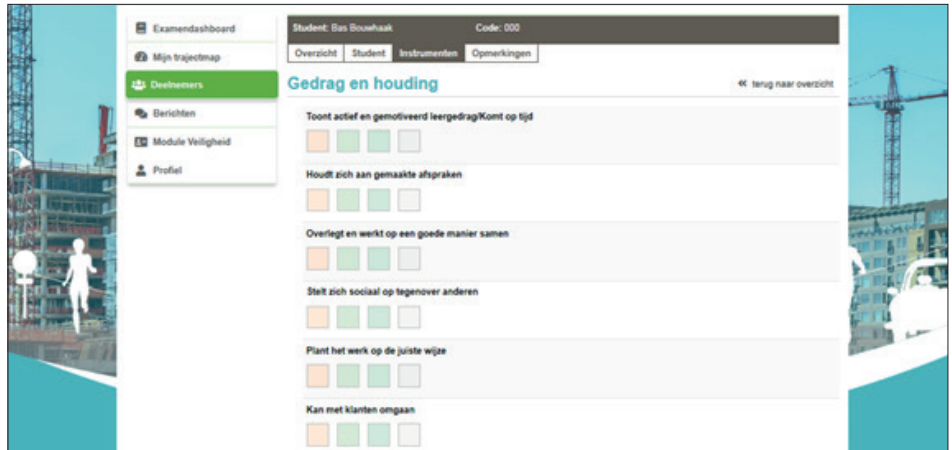 Examendashboard
Mijn trajectmap
Deelnemers
Berichten
Module Veiligheid
Profiel
Student: Bas Bouwhaak Code: 000
Overzicht Student Instrumenten Opmerkingen
Gedrag en houding
« terug naar overzicht
Toont actief en gemotiveerd leergedrag/Komt op tijd
Houdt zich aan gemaakte afspraken
Overlegt en werkt op een goede manier samen
Stelt zich sociaal op tegenover anderen
Plant het werk op de juiste wijze
Kan met klanten omgaan